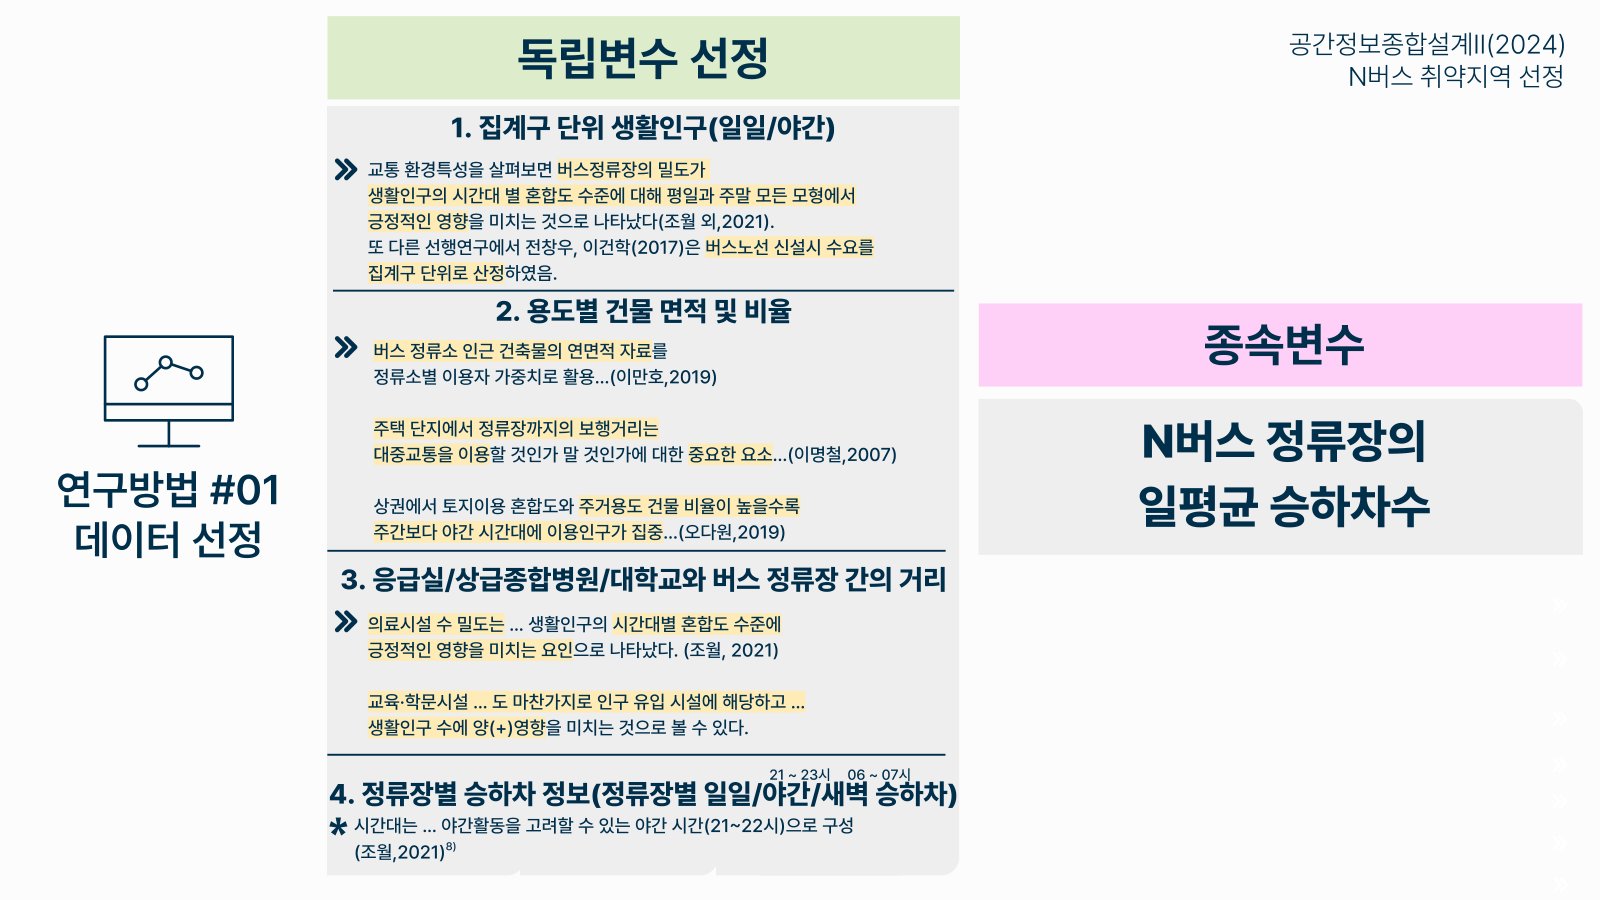 공간정보종합설계II(2024)
N버스 취약지역 선정
연구방법 #01
데이터 선정
독립변수 선정
1. 집계구 단위 생활인구(일일/야간)
교통 환경특성을 살펴보면 버스정류장의 밀도가
생활인구의 시간대 별 혼합도 수준에 대해 평일과 주말 모든 모형에서
긍정적인 영향을 미치는 것으로 나타났다(조월 외,2021).
또 다른 선행연구에서 전창우, 이건학(2017)은 버스노선 신설시 수요를
집계구 단위로 산정하였음.
2. 용도별 건물 면적 및 비율
버스 정류소 인근 건축물의 연면적 자료를
정류소별 이용자 가중치로 활용...(이만호,2019)
주택 단지에서 정류장까지의 보행거리는
대중교통을 이용할 것인가 말 것인가에 대한 중요한 요소...(이명철,2007)
상권에서 토지이용 혼합도와 주거용도 건물 비율이 높을수록
주간보다 야간 시간대에 이용인구가 집중...(오다원,2019)
3. 응급실/상급종합병원/대학교와 버스 정류장 간의 거리
의료시설 수 밀도는 ... 생활인구의 시간대별 혼합도 수준에
긍정적인 영향을 미치는 요인으로 나타났다. (조월, 2021)
교육·학문시설 ... 도 마찬가지로 인구 유입 시설에 해당하고 ...
생활인구 수에 양(+)영향을 미치는 것으로 볼 수 있다.
21 ~ 23시 06 ~ 07시
4. 정류장별 승하차 정보(정류장별 일일/야간/새벽 승하차)
* 시간대는 ... 야간활동을 고려할 수 있는 야간 시간(21~22시)으로 구성
(조월,2021)8)
종속변수
N버스 정류장의
일평균 승하차수